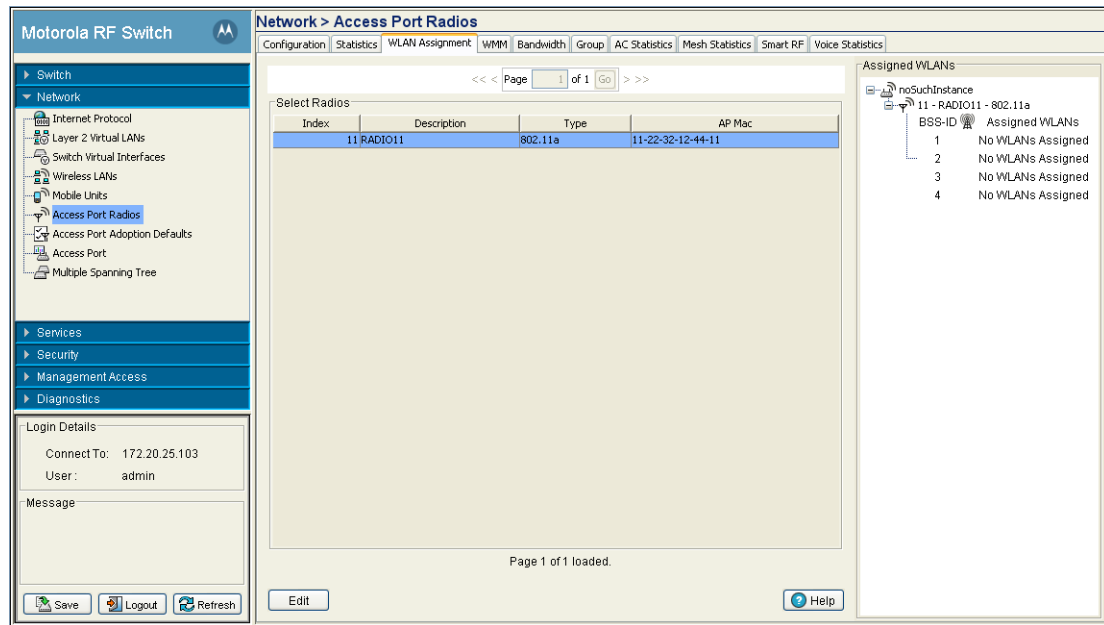 Motorola RF Switch
Switch
Network
Internet Protocol
Layer 2 Virtual LANs
Switch Virtual Interfaces
Wireless LANs
Mobile Units
Access Port Radios
Access Port Adoption Defaults
Access Port
Multiple Spanning Tree
Services
Security
Management Access
Diagnostics
Login Details
Connect To: 172.20.25.103
User : admin
Message
Save Logout Refresh
Network > Access Port Radios
Configuration Statistics WLAN Assignment WMM Bandwidth Group AC Statistics Mesh Statistics Smart RF Voice Statistics
<< < Page 1 of 1 Go > >>
Select Radios
Index Description Type AP Mac
11 RADIO11 802.11a 11-22-32-12-44-11
Page 1 of 1 loaded.
Edit Help
Assigned WLANs
noSuchInstance
11 - RADIO11 - 802.11a
BSS-ID Assigned WLANs
1 No WLANs Assigned
2 No WLANs Assigned
3 No WLANs Assigned
4 No WLANs Assigned